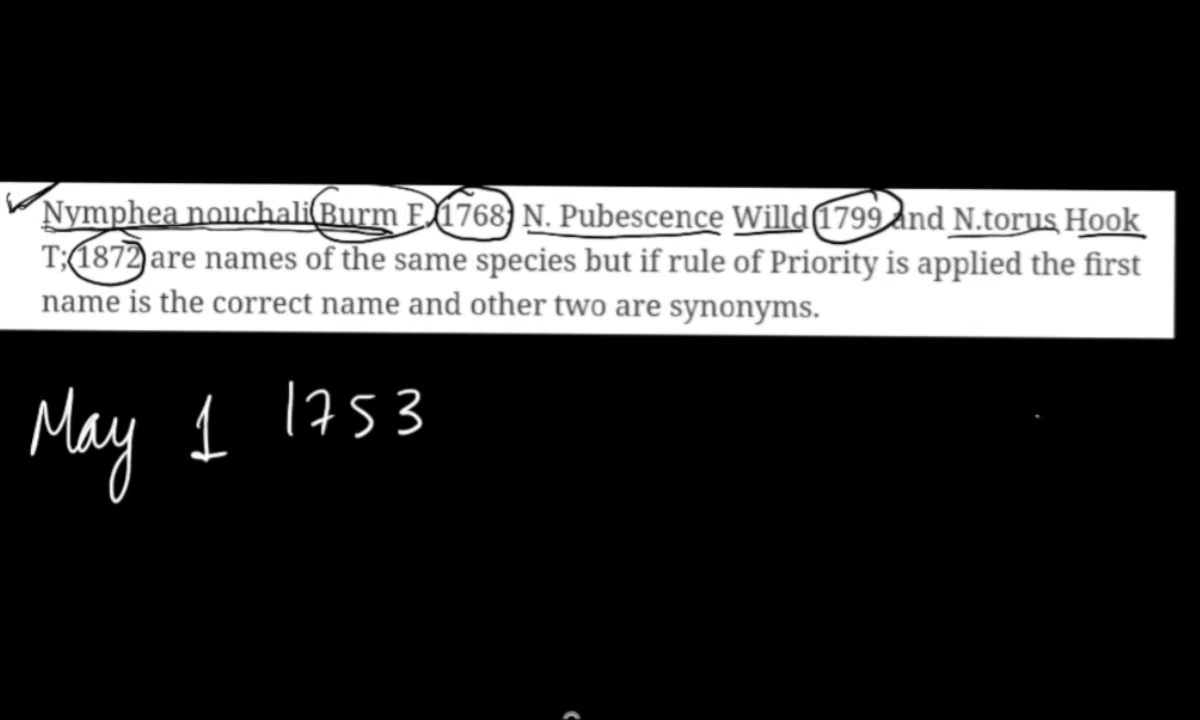 Nymphea nouchali Burm F, 1768; N. Pubescence Willd 1799 and N.torus Hook
T; 1872 are names of the same species but if rule of Priority is applied the first
name is the correct name and other two are synonyms.
May 1 1753